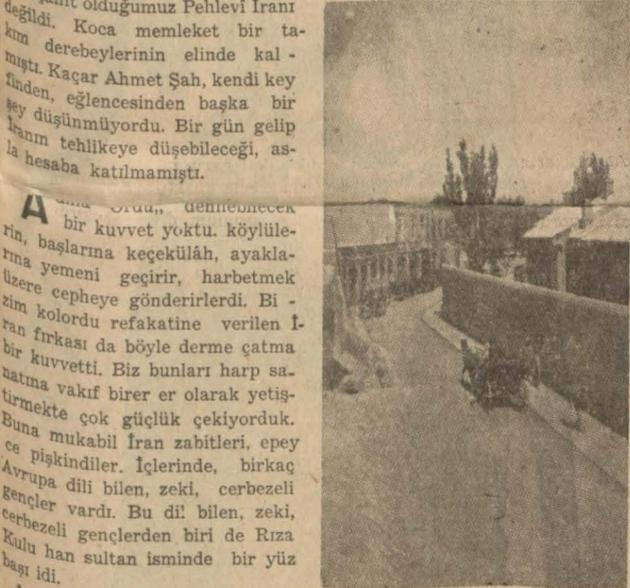 olduğumuz Pehlevî İranı
değildi. Koca memleket bir ta-
kım derebeylerinin elinde kal -
mıştı. Kaçar Ahmet Şah, kendi key
finden, eğlencesinden başka bir
şey düşünmüyordu. Bir gün gelip
İranın tehlikeye düşebileceği, as-
la hesaba katılmamıştı.
A Ordu,, denilebilecek
bir kuvvet yoktu. köylüle-
rin, başlarına keçekülâh, ayakla-
rına yemeni geçirir, harbetmek
üzere cepheye gönderirlerdi. Bi -
zim kolordu refakatine verilen İ-
ran fırkası da böyle derme çatma
bir kuvvetti. Biz bunları harp sa-
natına vakıf birer er olarak yetiş-
tirmekte çok güçlük çekiyorduk.
Buna mukabil İran zabitleri, epey
ce pişkindiler. İçlerinde, birkaç
Avrupa dili bilen, zeki, cerbezeli
gençler vardı. Bu dil bilen, zeki,
cerbezeli gençlerden biri de Rıza
Kulu han sultan isminde bir yüz
başı idi.